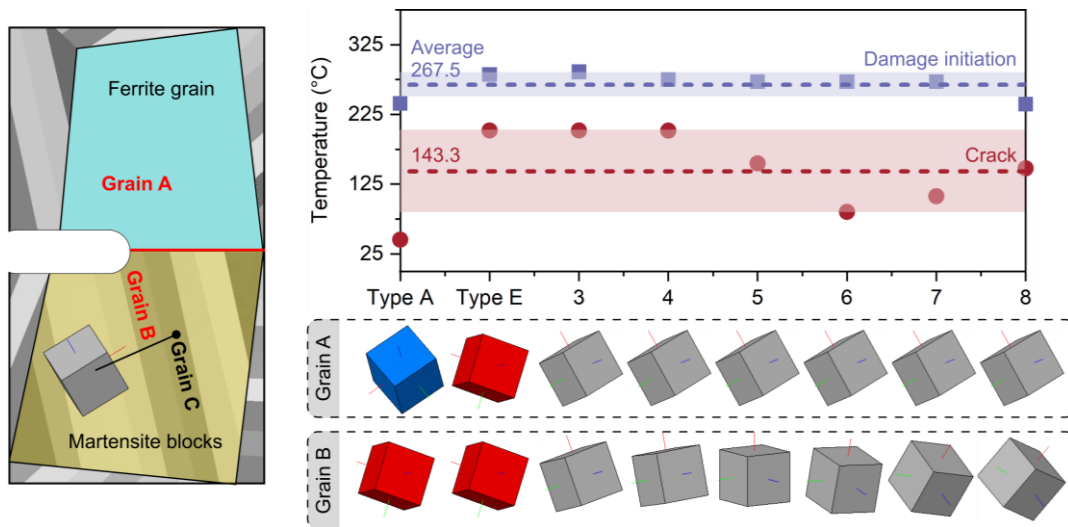 Ferrite grain
Grain A
Grain B
Grain C
Martensite blocks
Temperature (°C)
325
225
125
25
Average
267.5
Damage initiation
143.3
Crack
Type A Type E 3 4 5 6 7 8
Grain A
Grain B